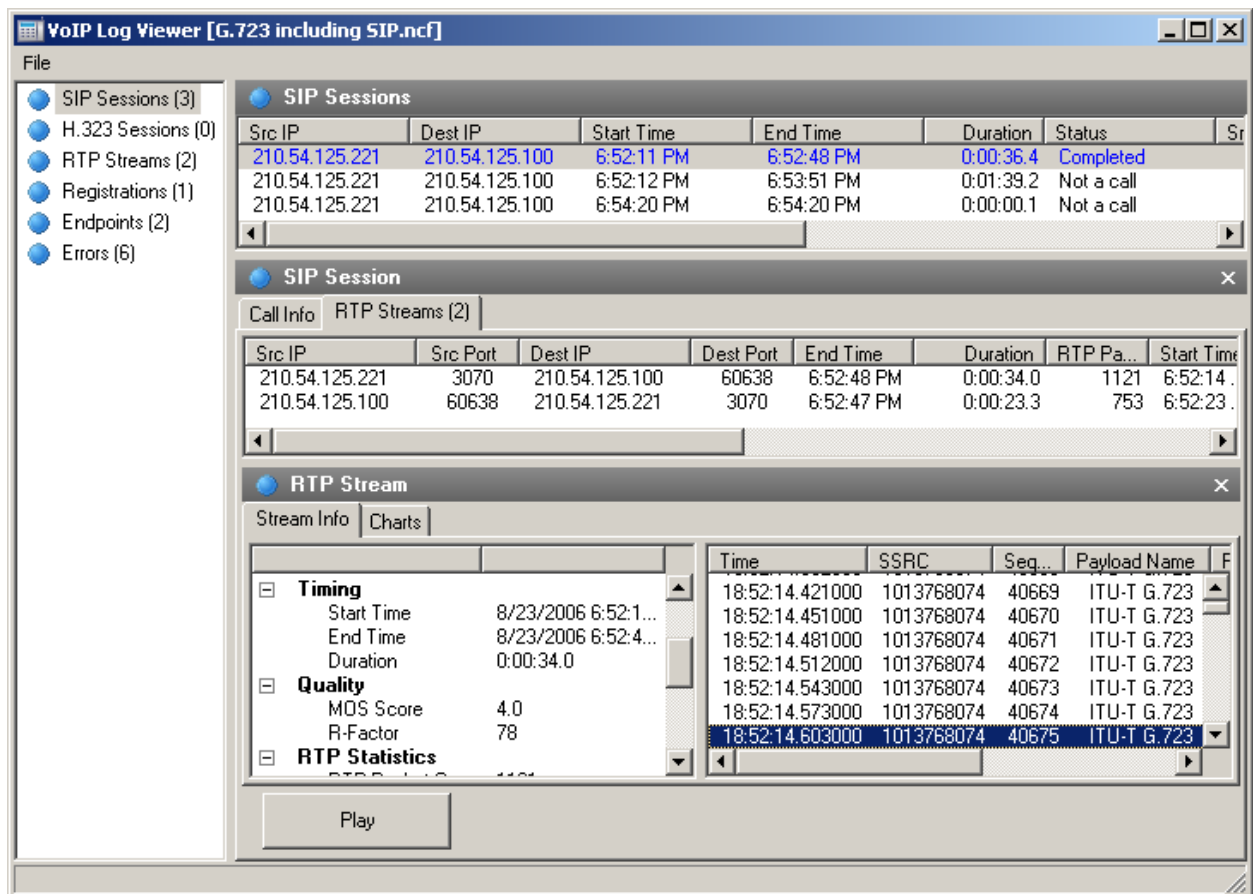 VoIP Log Viewer [G.723 including SIP.ncf]
File
SIP Sessions (3)
H.323 Sessions (0)
RTP Streams (2)
Registrations (1)
Endpoints (2)
Errors (6)
SIP Sessions
Src IP Dest IP Start Time End Time Duration Status Sr
210.54.125.221 210.54.125.100 6:52:11 PM 6:52:48 PM 0:00:36.4 Completed
210.54.125.221 210.54.125.100 6:52:12 PM 6:53:51 PM 0:01:39.2 Not a call
210.54.125.221 210.54.125.100 6:54:20 PM 6:54:20 PM 0:00:00.1 Not a call
SIP Session
Call Info RTP Streams (2)
Src IP Src Port Dest IP Dest Port End Time Duration RTP Pa... Start Time
210.54.125.221 3070 210.54.125.100 60638 6:52:48 PM 0:00:34.0 1121 6:52:14 .
210.54.125.100 60638 210.54.125.221 3070 6:52:47 PM 0:00:23.3 753 6:52:23 .
RTP Stream
Stream Info Charts
Timing
Start Time 8/23/2006 6:52:1...
End Time 8/23/2006 6:52:4...
Duration 0:00:34.0
Quality
MOS Score 4.0
R-Factor 78
RTP Statistics
Time SSRC Seq... Payload Name F
18:52:14.421000 1013768074 40669 ITU-T G.723
18:52:14.451000 1013768074 40670 ITU-T G.723
18:52:14.481000 1013768074 40671 ITU-T G.723
18:52:14.512000 1013768074 40672 ITU-T G.723
18:52:14.543000 1013768074 40673 ITU-T G.723
18:52:14.573000 1013768074 40674 ITU-T G.723
18:52:14.603000 1013768074 40675 ITU-T G.723
Play